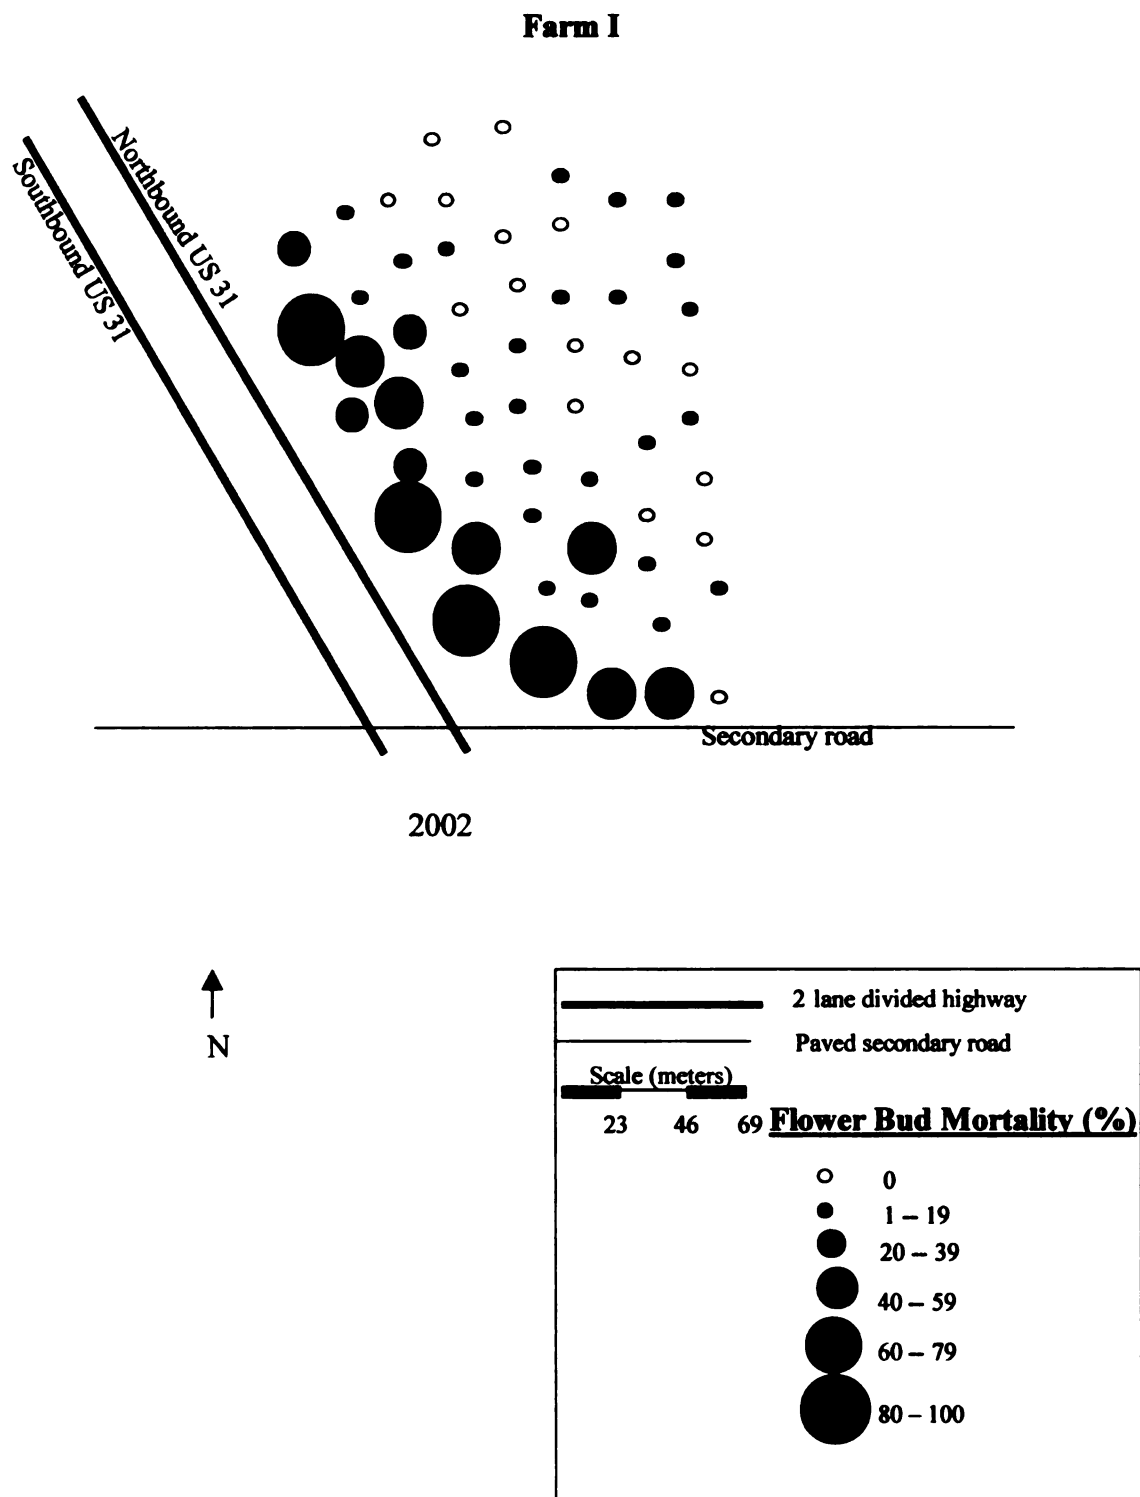 Farm I
Northbound US 31
Southbound US 31
Secondary road
2002
N
2 lane divided highway
Paved secondary road
Scale (meters)
23 46 69
Flower Bud Mortality (%)
0
1 – 19
20 – 39
40 – 59
60 – 79
80 – 100